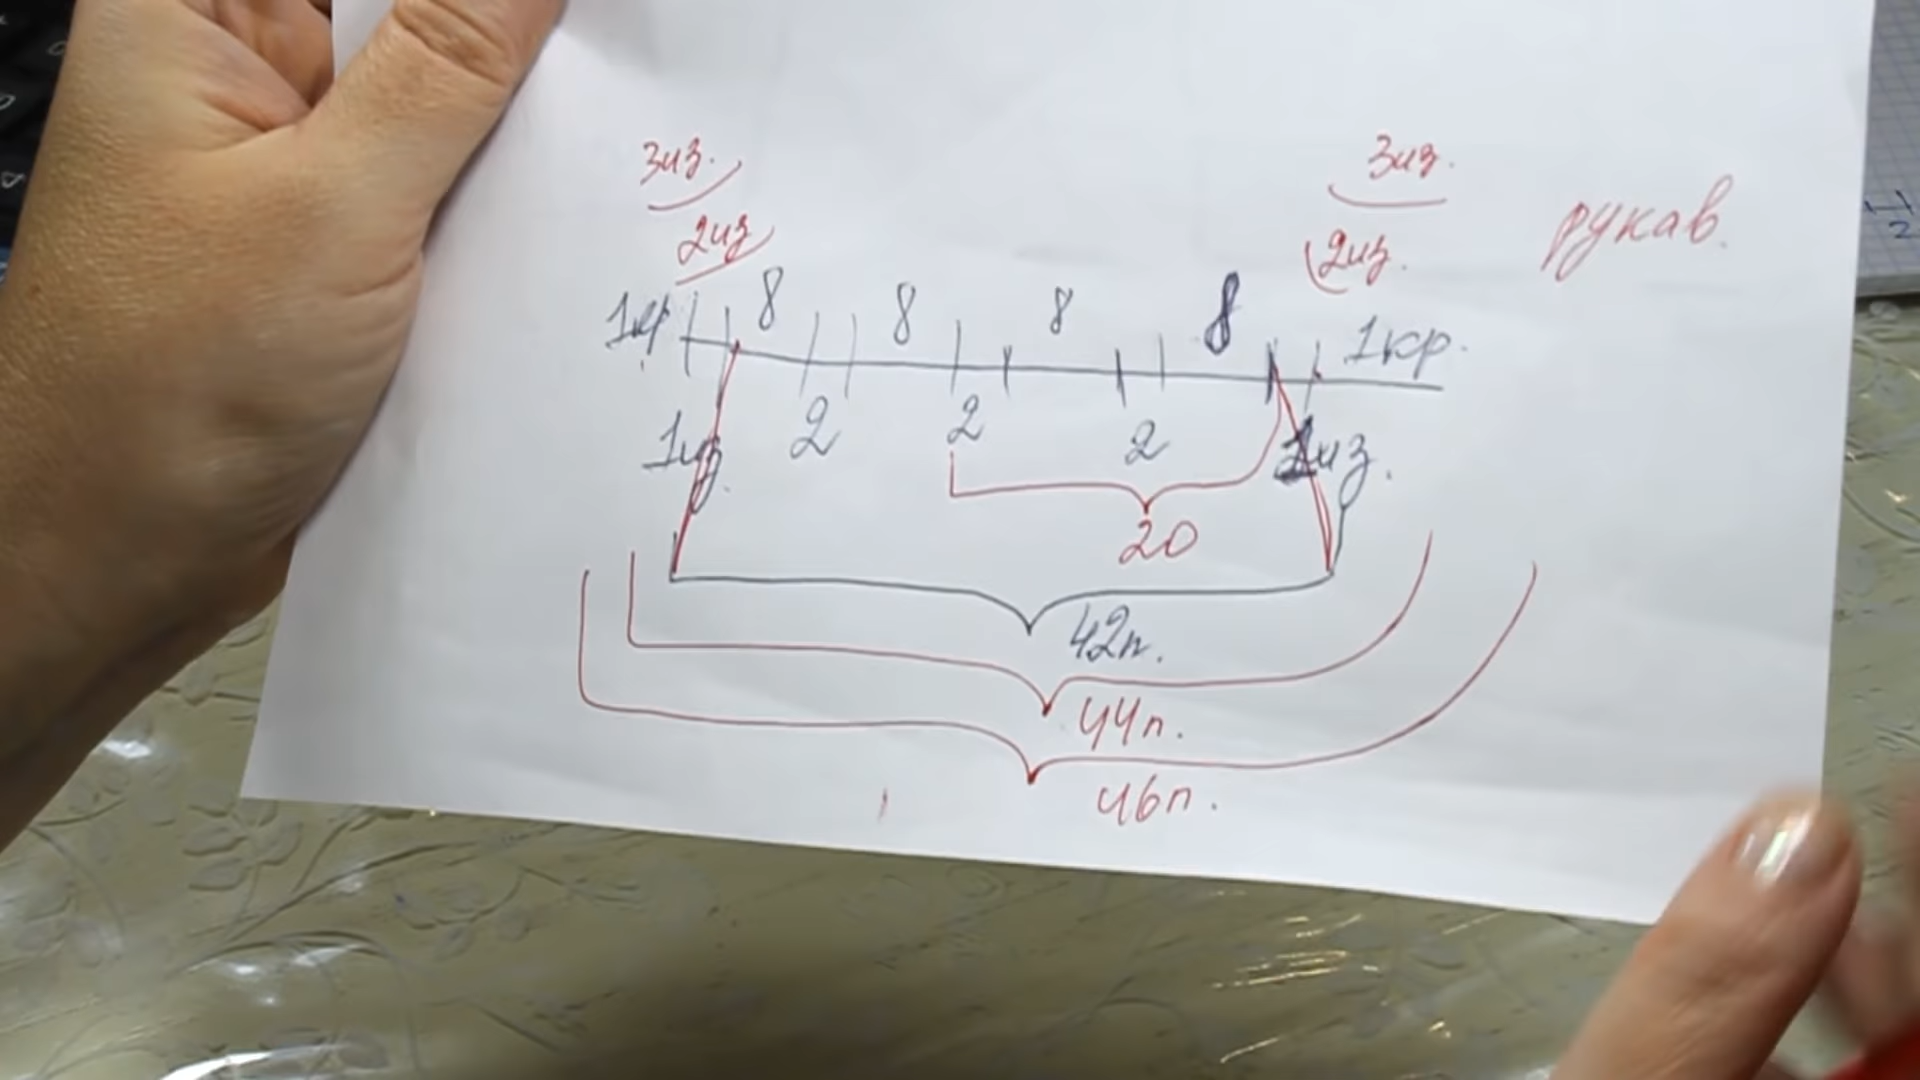 3из. 3из.
2из 2из. рукав.
1кр 8 8 8 8 1кр.
1из. 2 2 2 1из.
20
42п.
44п.
46п.